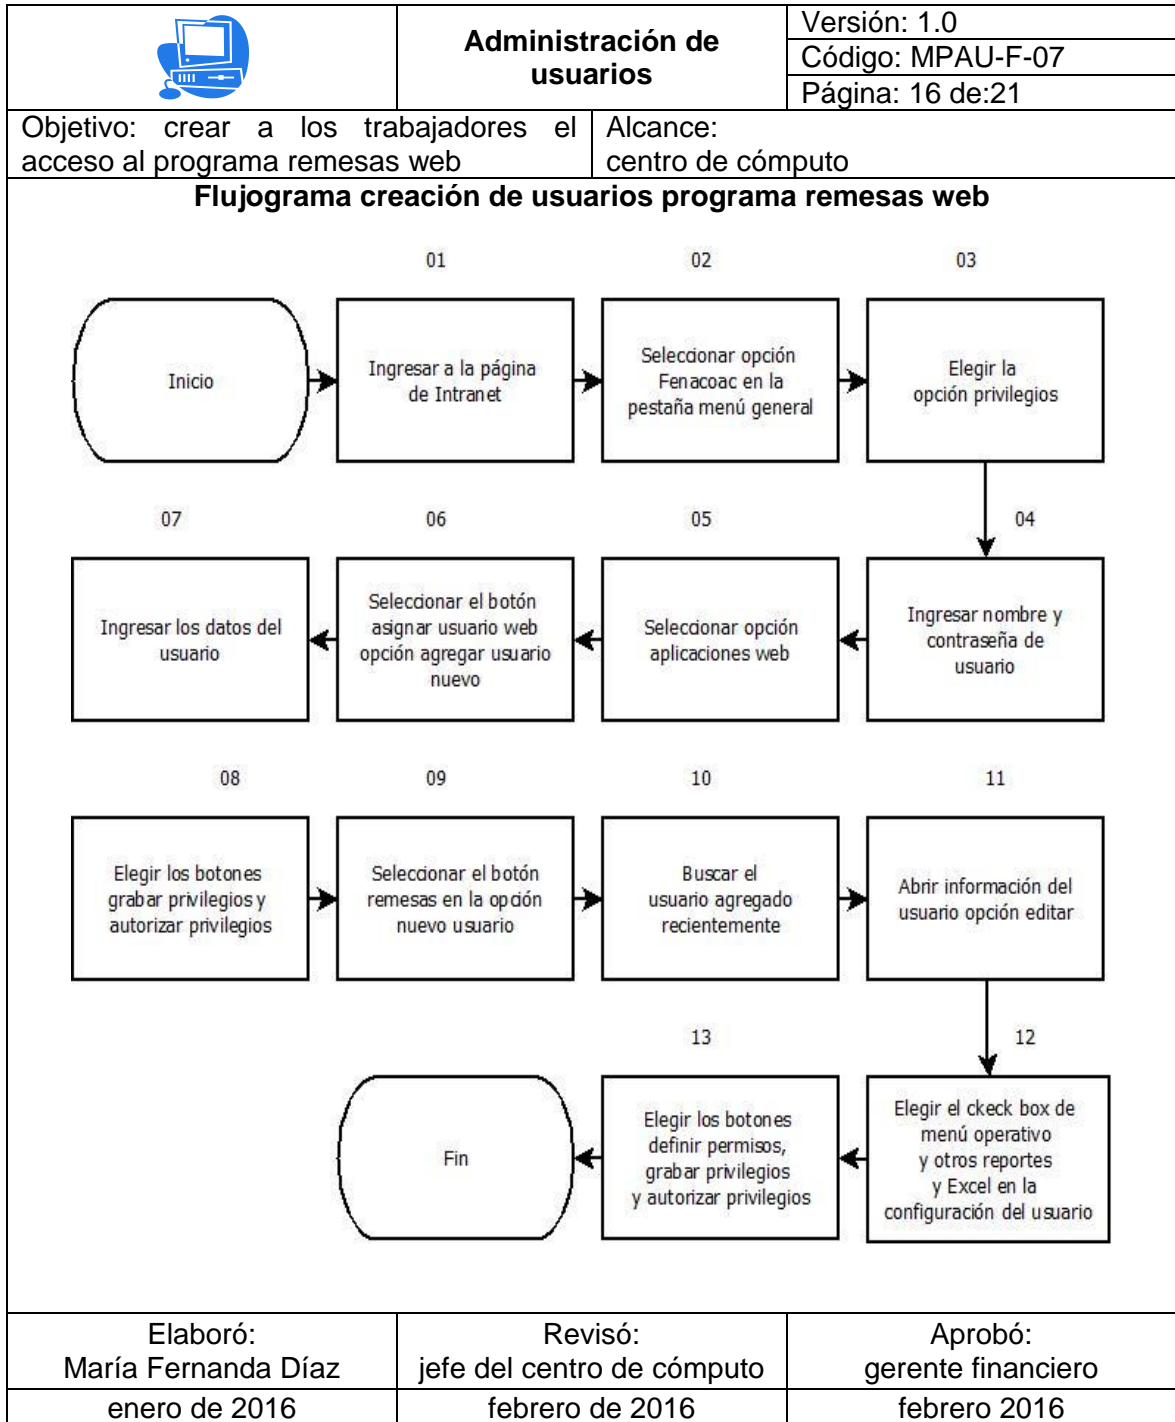 Administración de
usuarios
Versión: 1.0
Código: MPAU-F-07
Página: 16 de:21
Objetivo: crear a los trabajadores el
acceso al programa remesas web
Alcance:
centro de cómputo
Flujograma creación de usuarios programa remesas web
01
02
03
Inicio
Ingresar a la página
de Intranet
Seleccionar opción
Fenacoac en la
pestaña menú general
Elegir la
opción privilegios
07
06
05
04
Ingresar los datos del
usuario
Seleccionar el botón
asignar usuario web
opción agregar usuario
nuevo
Seleccionar opción
aplicaciones web
Ingresar nombre y
contraseña de
usuario
08
09
10
11
Elegir los botones
grabar privilegios y
autorizar privilegios
Seleccionar el botón
remesas en la opción
nuevo usuario
Buscar el
usuario agregado
recientemente
Abrir información del
usuario opción editar
13
12
Fin
Elegir los botones
definir permisos,
grabar privilegios
y autorizar privilegios
Elegir el ckeck box de
menú operativo
y otros reportes
y Excel en la
configuración del usuario
Elaboró:
María Fernanda Díaz
Revisó:
jefe del centro de cómputo
Aprobó:
gerente financiero
enero de 2016
febrero de 2016
febrero 2016